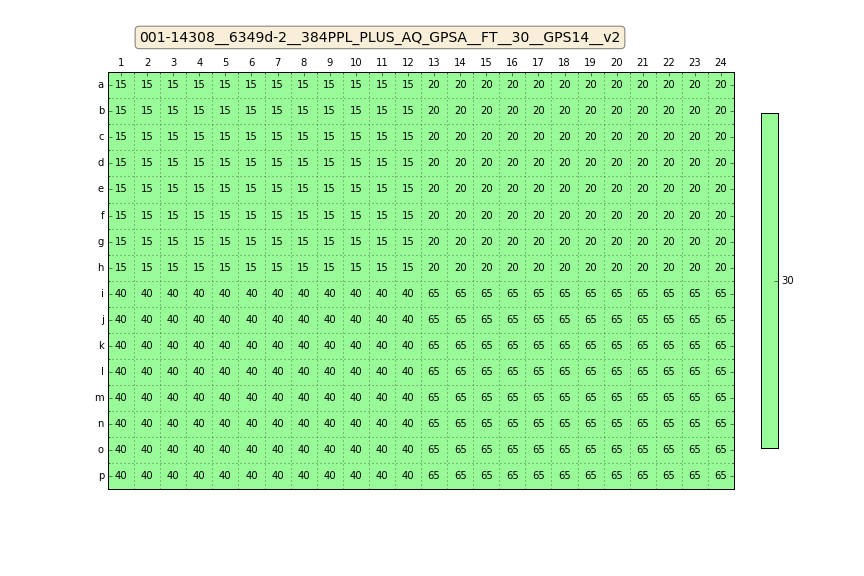 001-14308__6349d-2__384PPL_PLUS_AQ_GPSA__FT__30__GPS14__v2
1 2 3 4 5 6 7 8 9 10 11 12 13 14 15 16 17 18 19 20 21 22 23 24
a 15 15 15 15 15 15 15 15 15 15 15 15 20 20 20 20 20 20 20 20 20 20 20 20
b 15 15 15 15 15 15 15 15 15 15 15 15 20 20 20 20 20 20 20 20 20 20 20 20
c 15 15 15 15 15 15 15 15 15 15 15 15 20 20 20 20 20 20 20 20 20 20 20 20
d 15 15 15 15 15 15 15 15 15 15 15 15 20 20 20 20 20 20 20 20 20 20 20 20
e 15 15 15 15 15 15 15 15 15 15 15 15 20 20 20 20 20 20 20 20 20 20 20 20
f 15 15 15 15 15 15 15 15 15 15 15 15 20 20 20 20 20 20 20 20 20 20 20 20
g 15 15 15 15 15 15 15 15 15 15 15 15 20 20 20 20 20 20 20 20 20 20 20 20
h 15 15 15 15 15 15 15 15 15 15 15 15 20 20 20 20 20 20 20 20 20 20 20 20
i 40 40 40 40 40 40 40 40 40 40 40 40 65 65 65 65 65 65 65 65 65 65 65 65
30
j 40 40 40 40 40 40 40 40 40 40 40 40 65 65 65 65 65 65 65 65 65 65 65 65
k 40 40 40 40 40 40 40 40 40 40 40 40 65 65 65 65 65 65 65 65 65 65 65 65
l 40 40 40 40 40 40 40 40 40 40 40 40 65 65 65 65 65 65 65 65 65 65 65 65
m 40 40 40 40 40 40 40 40 40 40 40 40 65 65 65 65 65 65 65 65 65 65 65 65
n 40 40 40 40 40 40 40 40 40 40 40 40 65 65 65 65 65 65 65 65 65 65 65 65
o 40 40 40 40 40 40 40 40 40 40 40 40 65 65 65 65 65 65 65 65 65 65 65 65
p 40 40 40 40 40 40 40 40 40 40 40 40 65 65 65 65 65 65 65 65 65 65 65 65